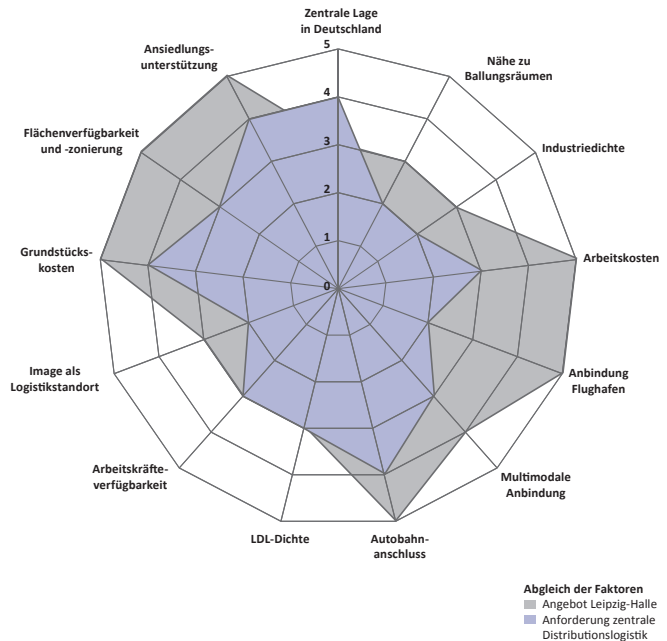 Zentrale Lage
in Deutschland
Ansiedlungs-
unterstützung
Nähe zu
Ballungsräumen
Flächenverfügbarkeit
und -zonierung
Industriedichte
Grundstücks-
kosten
Arbeitskosten
Image als
Logistikstandort
Anbindung
Flughafen
Arbeitskräfte-
verfügbarkeit
Multimodale
Anbindung
LDL-Dichte
Autobahn-
anschluss
5
4
3
2
1
0
Abgleich der Faktoren
Angebot Leipzig-Halle
Anforderung zentrale
Distributionslogistik